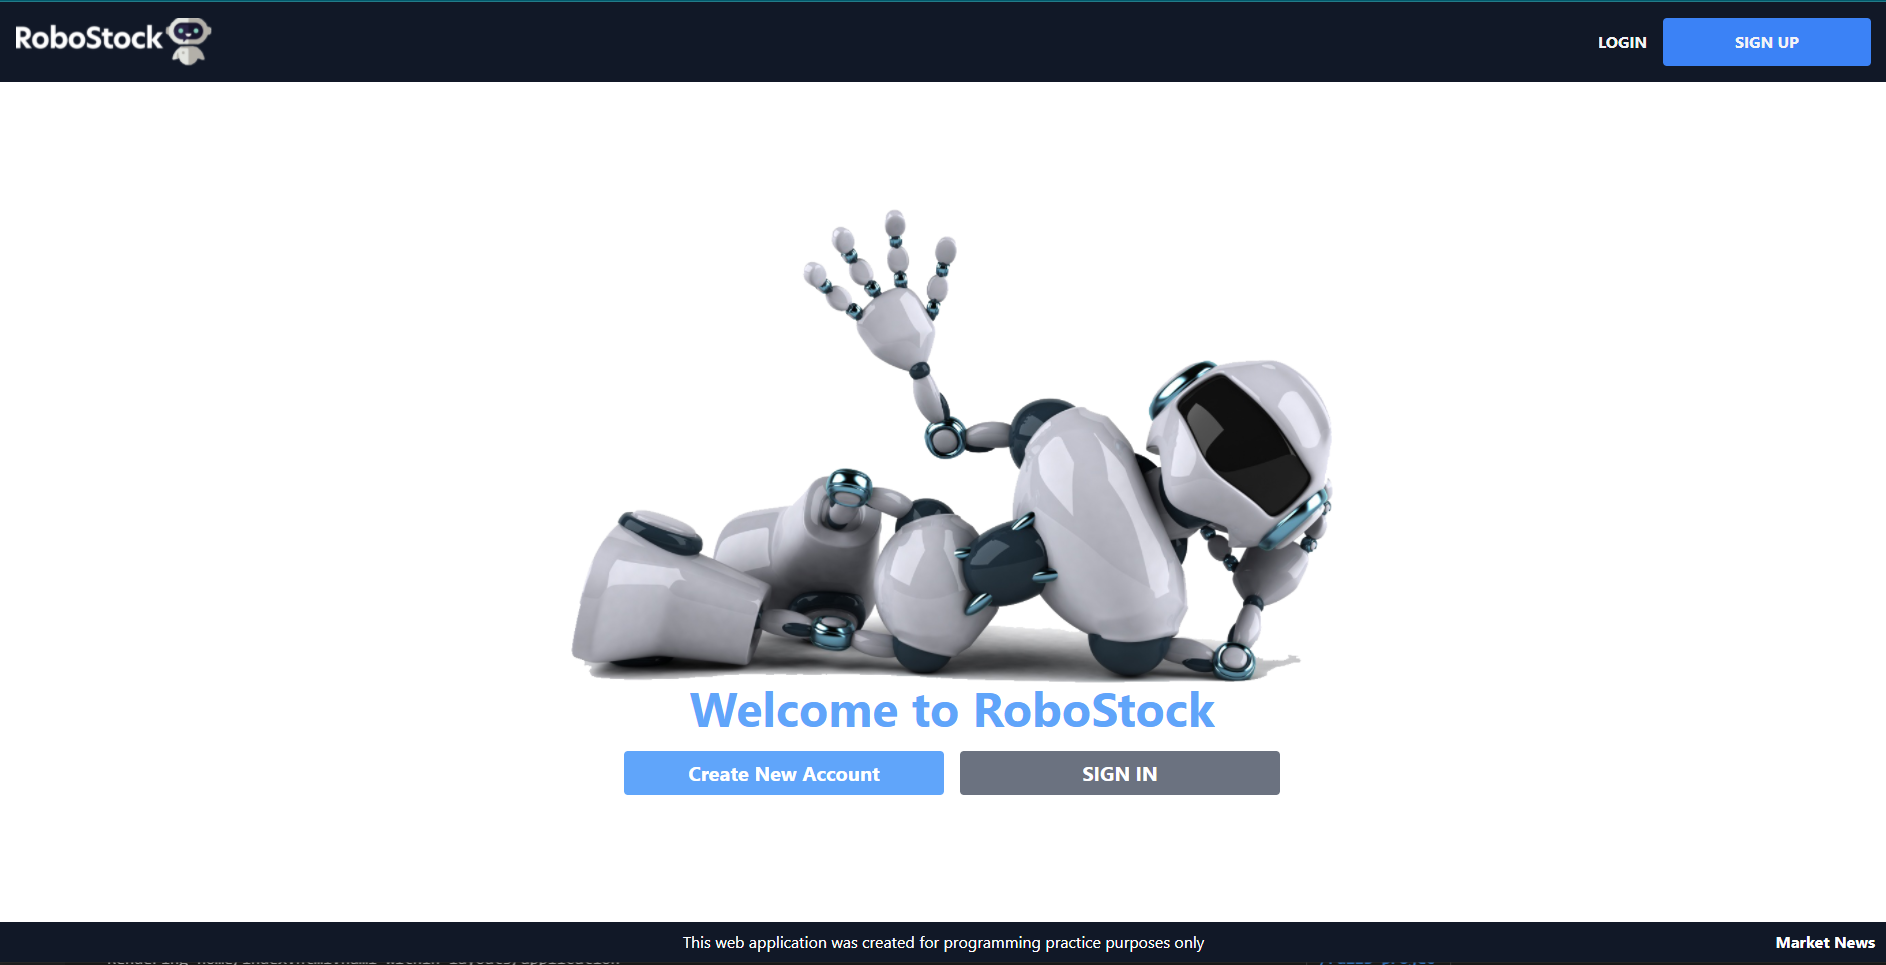 RoboStock
LOGIN
SIGN UP
Welcome to RoboStock
Create New Account
SIGN IN
This web application was created for programming practice purposes only
Market News